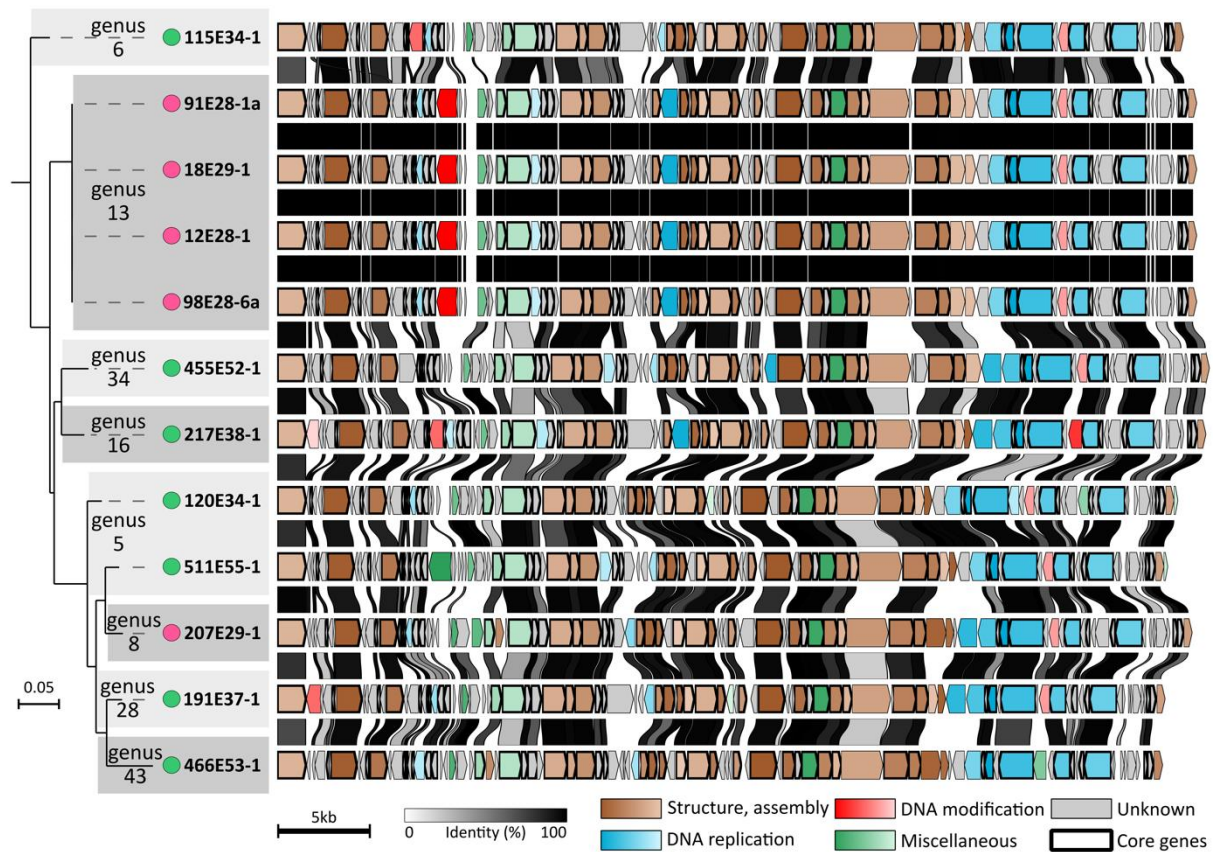 genus
6
115E34-1
91E28-1a
18E29-1
genus
13
12E28-1
98E28-6a
genus
34
455E52-1
genus
16
217E38-1
120E34-1
genus
5
511E55-1
genus
8
207E29-1
genus
28
191E37-1
genus
43
466E53-1
0.05
5kb
0 Identity (%) 100
Structure, assembly
DNA modification
Unknown
DNA replication
Miscellaneous
Core genes